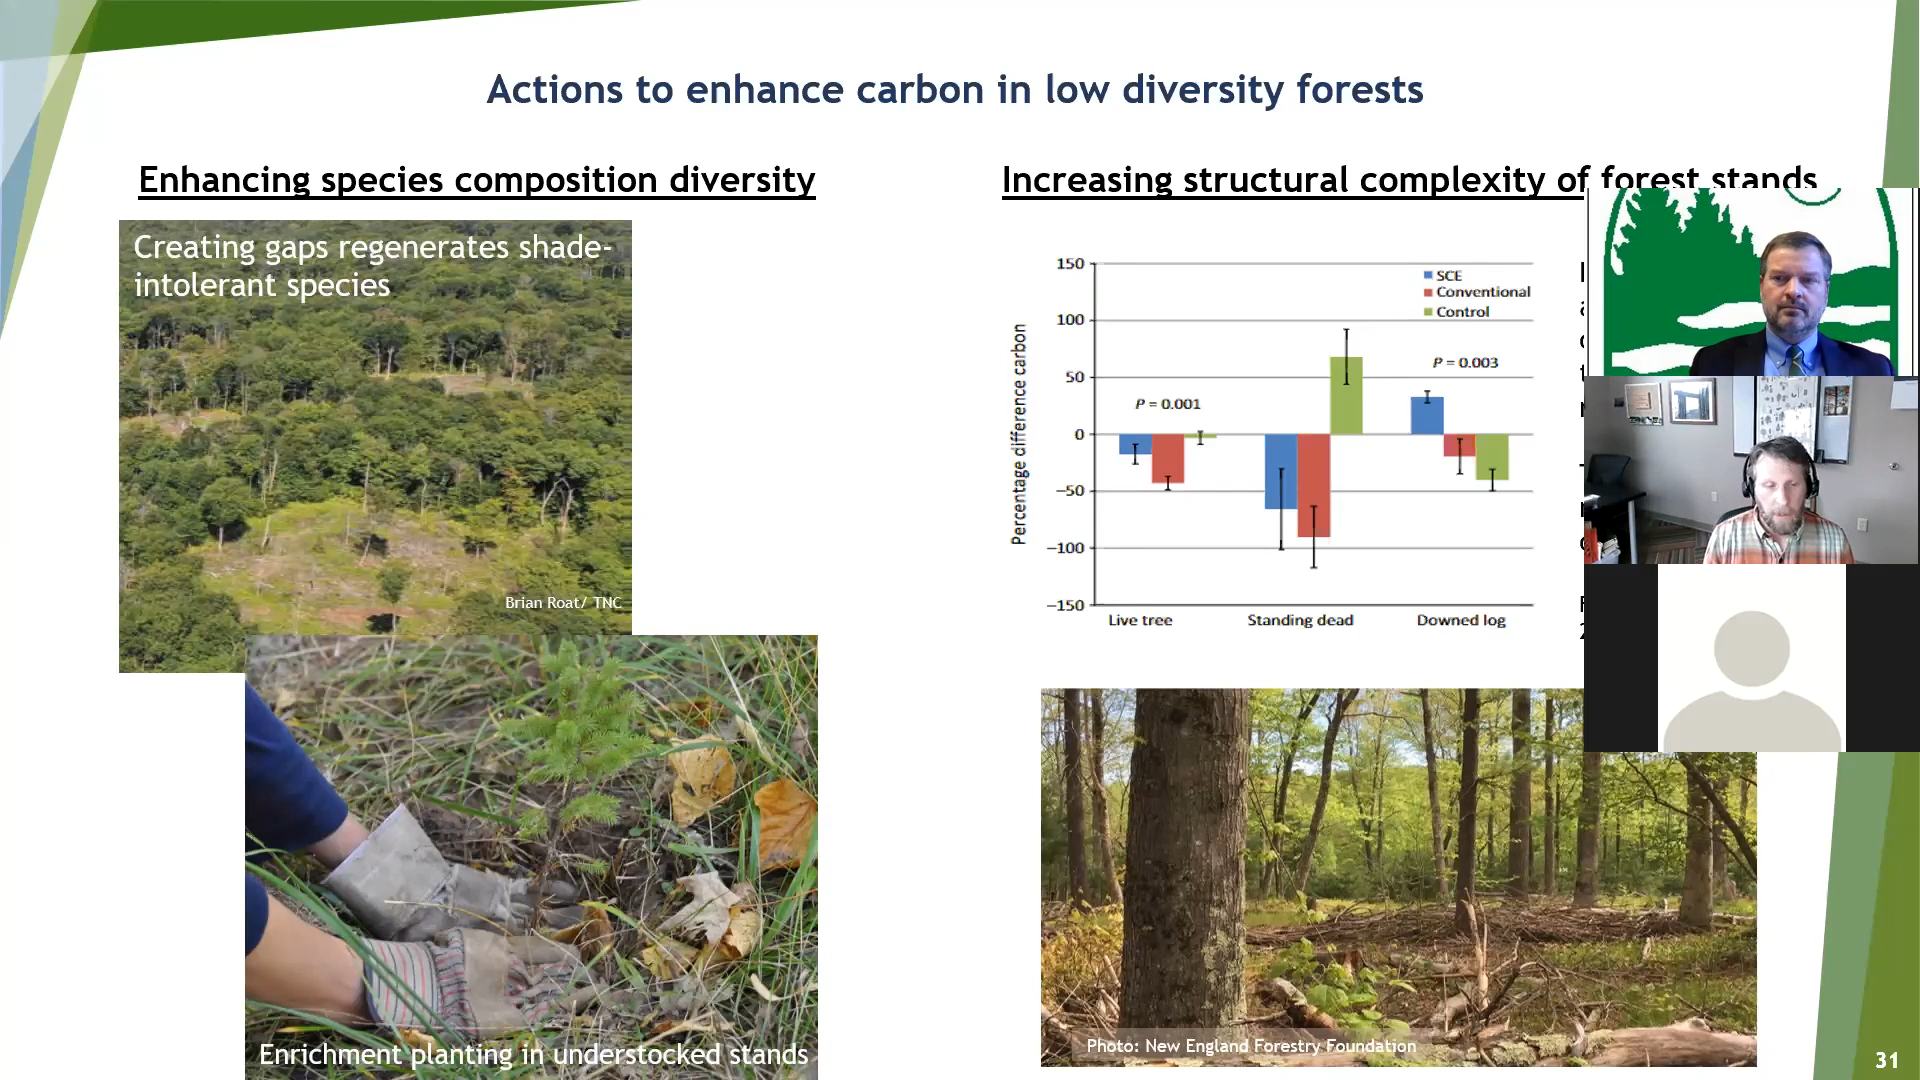 Actions to enhance carbon in low diversity forests
Enhancing species composition diversity
Creating gaps regenerates shade-
intolerant species
Brian Roat/ TNC
Enrichment planting in understocked stands
Increasing structural complexity of forest stands
Percentage difference carbon
150
100
50
0
−50
−100
−150
SCE
Conventional
Control
P = 0.001
P = 0.003
Live tree
Standing dead
Downed log
Photo: New England Forestry Foundation
31